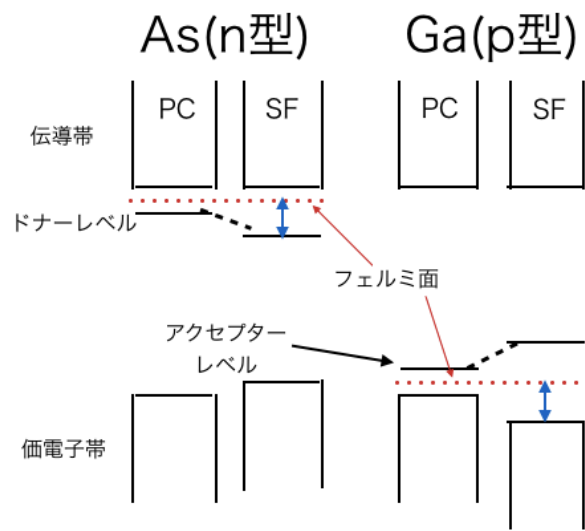 As(n型) Ga(p型)
PC SF PC SF
伝導帯
ドナーレベル
フェルミ面
アクセプター
レベル
価電子帯